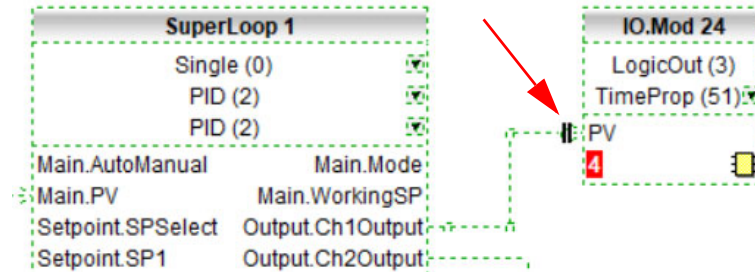 SuperLoop 1
Single (0)
PID (2)
PID (2)
Main.AutoManual Main.Mode
Main.PV Main.WorkingSP
Setpoint.SPSelect Output.Ch1Output
Setpoint.SP1 Output.Ch2Output
IO.Mod 24
LogicOut (3)
TimeProp (51)
PV
4